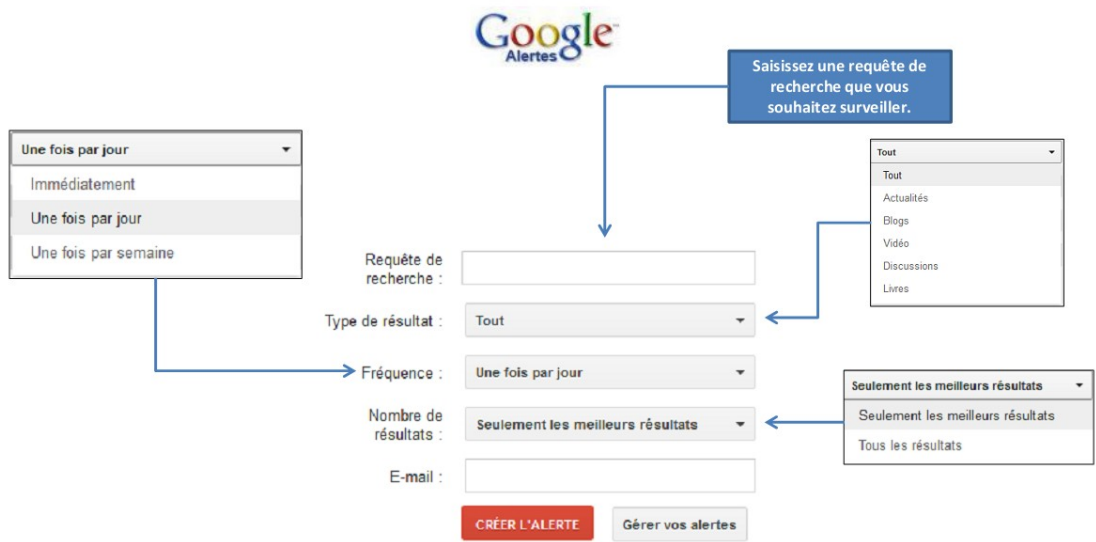 Google
Alertes
Saisissez une requête de
recherche que vous
souhaitez surveiller.
Une fois par jour
Immédiatement
Une fois par jour
Une fois par semaine
Tout
Tout
Actualités
Blogs
Vidéo
Discussions
Livres
Requête de
recherche :
Type de résultat : Tout
Fréquence : Une fois par jour
Nombre de
résultats : Seulement les meilleurs résultats
Seulement les meilleurs résultats
Seulement les meilleurs résultats
Tous les résultats
E-mail :
CRÉER L'ALERTE Gérer vos alertes